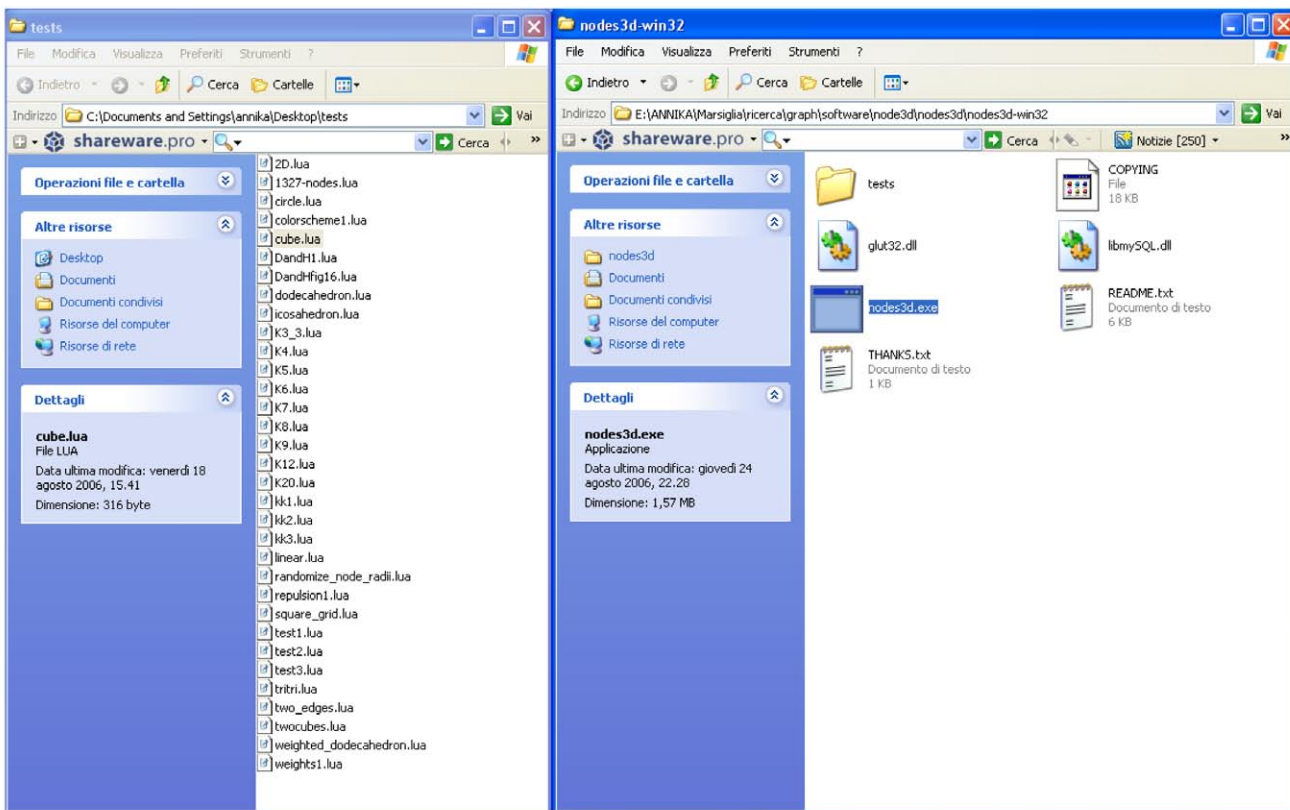 tests
File Modifica Visualizza Preferiti Strumenti ?
Indietro Cerca Cartelle
Indirizzo C:\Documents and Settings\annika\Desktop\tests Vai
shareware.pro Cerca »
Operazioni file e cartella
Altre risorse
Desktop
Documenti
Documenti condivisi
Risorse del computer
Risorse di rete
Dettagli
cube.lua
File LUA
Data ultima modifica: venerdì 18
agosto 2006, 15.41
Dimensione: 316 byte
2D.lua
1327-nodes.lua
circle.lua
colorscheme1.lua
cube.lua
DandH1.lua
DandHfig16.lua
dodecahedron.lua
icosahedron.lua
K3_3.lua
K4.lua
K5.lua
K6.lua
K7.lua
K8.lua
K9.lua
K12.lua
K20.lua
kk1.lua
kk2.lua
kk3.lua
linear.lua
randomize_node_radii.lua
repulsion1.lua
square_grid.lua
test1.lua
test2.lua
test3.lua
tritri.lua
two_edges.lua
twocubes.lua
weighted_dodecahedron.lua
weights1.lua
nodes3d-win32
File Modifica Visualizza Preferiti Strumenti ?
Indietro Cerca Cartelle
Indirizzo E:\ANNIKA\Marsiglia\ricerca\graph\software\node3d\nodes3d\nodes3d-win32 Vai
shareware.pro Cerca Notizie [250] »
Operazioni file e cartella
Altre risorse
nodes3d
Documenti
Documenti condivisi
Risorse del computer
Risorse di rete
Dettagli
nodes3d.exe
Applicazione
Data ultima modifica: giovedì 24
agosto 2006, 22.28
Dimensione: 1,57 MB
tests
COPYING
File
18 KB
glut32.dll
libmySQL.dll
nodes3d.exe
README.txt
Documento di testo
6 KB
THANKS.txt
Documento di testo
1 KB